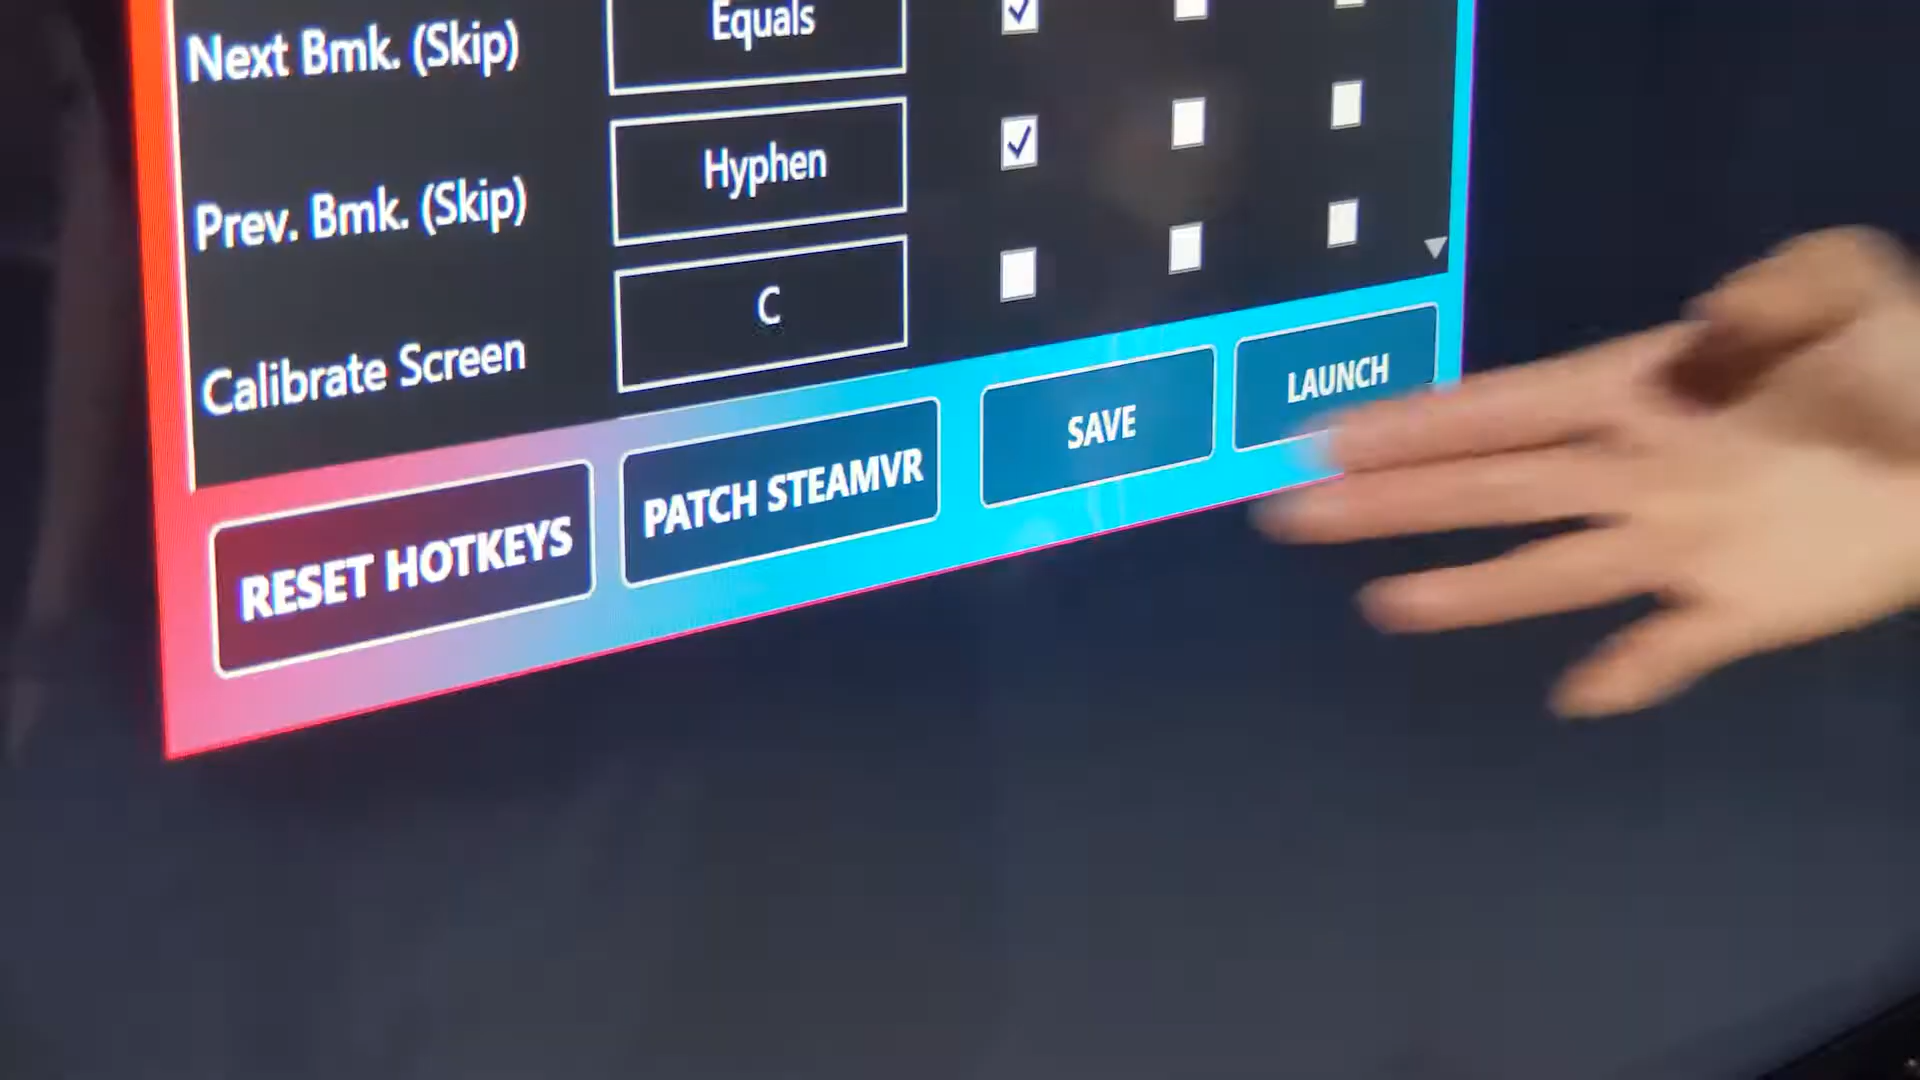 Next Bmk. (Skip)
Equals
Prev. Bmk. (Skip)
Hyphen
Calibrate Screen
C
RESET HOTKEYS
PATCH STEAMVR
SAVE
LAUNCH